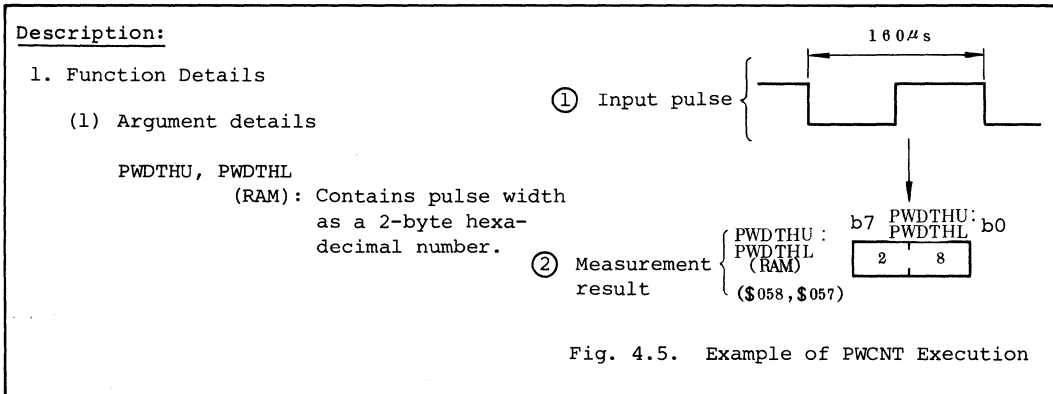 Description:
1. Function Details
(1) Argument details
PWDTHU, PWDTHL
(RAM): Contains pulse width
as a 2-byte hexa-
decimal number.
160μs
① Input pulse
b7 PWDTHU: b0
PWDTHL
2 8
② Measurement
result
PWDTHU:
PWDTHL
(RAM)
($058,$057)
Fig. 4.5. Example of PWCNT Execution